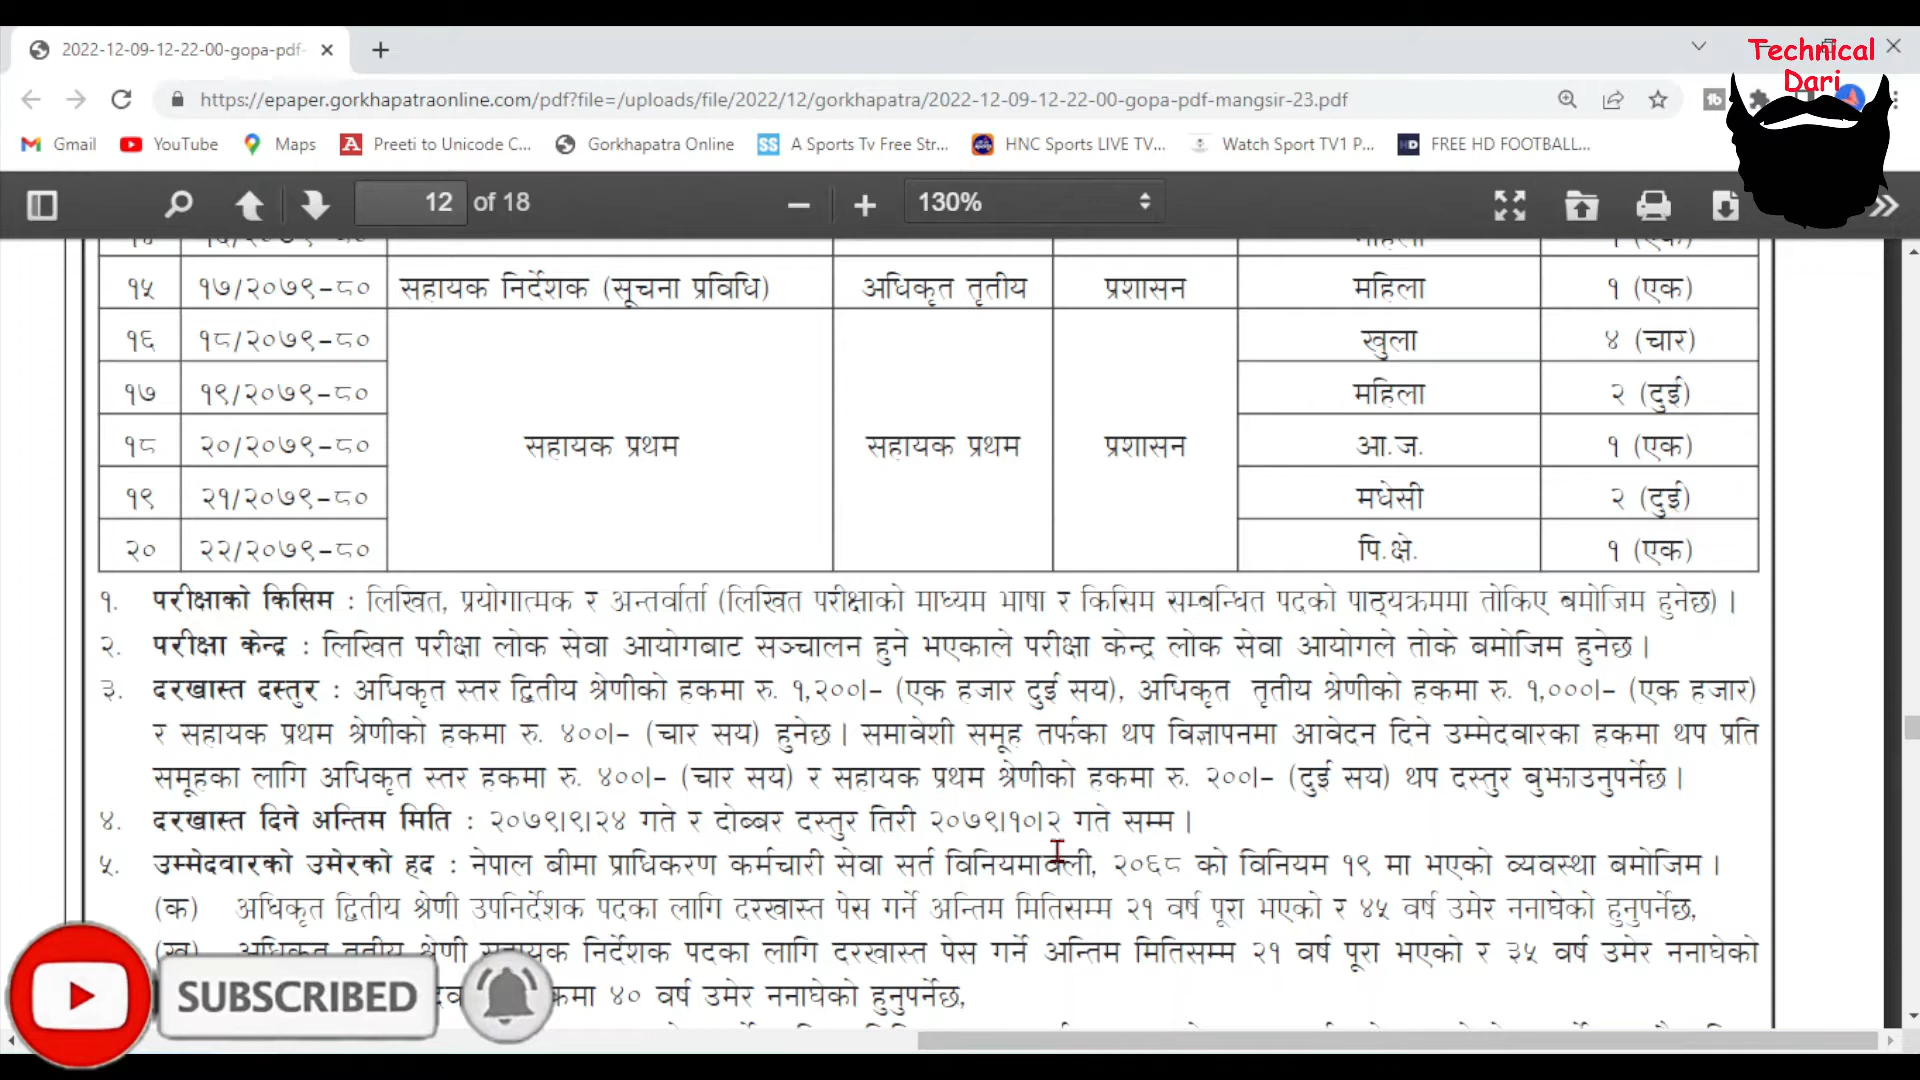 2022-12-09-12-22-00-gopa-pdf-
Technical
Dari
https://epaper.gorkhapatraonline.com/pdf?file=/uploads/file/2022/12/gorkhapatra/2022-12-09-12-22-00-gopa-pdf-mangsir-23.pdf
Gmail YouTube Maps Preeti to Unicode C... Gorkhapatra Online A Sports Tv Free Str... HNC Sports LIVE TV... Watch Sport TV1 P... FREE HD FOOTBALL...
12 of 18 130%
१५ १७/२०७९-८० सहायक निर्देशक (सूचना प्रविधि) अधिकृत तृतीय प्रशासन महिला १ (एक)
१६ १८/२०७९-८० खुला ४ (चार)
१७ १९/२०७९-८० महिला २ (दुई)
१८ २०/२०७९-८० सहायक प्रथम सहायक प्रथम प्रशासन आ.ज. १ (एक)
१९ २१/२०७९-८० मधेसी २ (दुई)
२० २२/२०७९-८० पि.क्षे. १ (एक)
१. परीक्षाको किसिम : लिखित, प्रयोगात्मक र अन्तर्वार्ता (लिखित परीक्षाको माध्यम भाषा र किसिम सम्बन्धित पदको पाठ्यक्रममा तोकिए बमोजिम हुनेछ) ।
२. परीक्षा केन्द्र : लिखित परीक्षा लोक सेवा आयोगबाट सञ्चालन हुने भएकाले परीक्षा केन्द्र लोक सेवा आयोगले तोके बमोजिम हुनेछ ।
३. दरखास्त दस्तुर : अधिकृत स्तर द्वितीय श्रेणीको हकमा रु. १,२००।– (एक हजार दुई सय), अधिकृत तृतीय श्रेणीको हकमा रु. १,०००।– (एक हजार)
र सहायक प्रथम श्रेणीको हकमा रु. ४००।– (चार सय) हुनेछ । समावेशी समूह तर्फका थप विज्ञापनमा आवेदन दिने उम्मेदवारका हकमा थप प्रति
समूहका लागि अधिकृत स्तर हकमा रु. ४००।– (चार सय) र सहायक प्रथम श्रेणीको हकमा रु. २००।– (दुई सय) थप दस्तुर बुझाउनुपर्नेछ ।
४. दरखास्त दिने अन्तिम मिति : २०७९।९।२४ गते र दोब्बर दस्तुर तिरी २०७९।१०।२ गते सम्म ।
५. उम्मेदवारको उमेरको हद : नेपाल बीमा प्राधिकरण कर्मचारी सेवा सर्त विनियमावली, २०६८ को विनियम १९ मा भएको व्यवस्था बमोजिम ।
(क) अधिकृत द्वितीय श्रेणी उपनिर्देशक पदका लागि दरखास्त पेस गर्ने अन्तिम मितिसम्म २१ वर्ष पूरा भएको र ४५ वर्ष उमेर ननाघेको हुनुपर्नेछ,
(ख) अधिकृत तृतीय श्रेणी सहायक निर्देशक पदका लागि दरखास्त पेस गर्ने अन्तिम मितिसम्म २१ वर्ष पूरा भएको र ३५ वर्ष उमेर ननाघेको
४० वर्ष उमेर ननाघेको हुनुपर्नेछ,
SUBSCRIBED